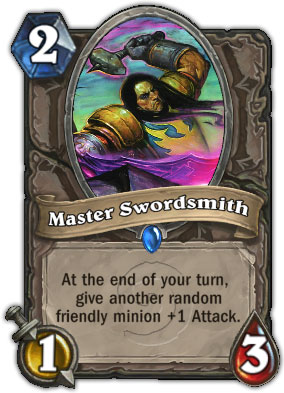 2
Master Swordsmith
At the end of your turn,
give another random
friendly minion +1 Attack.
1
3